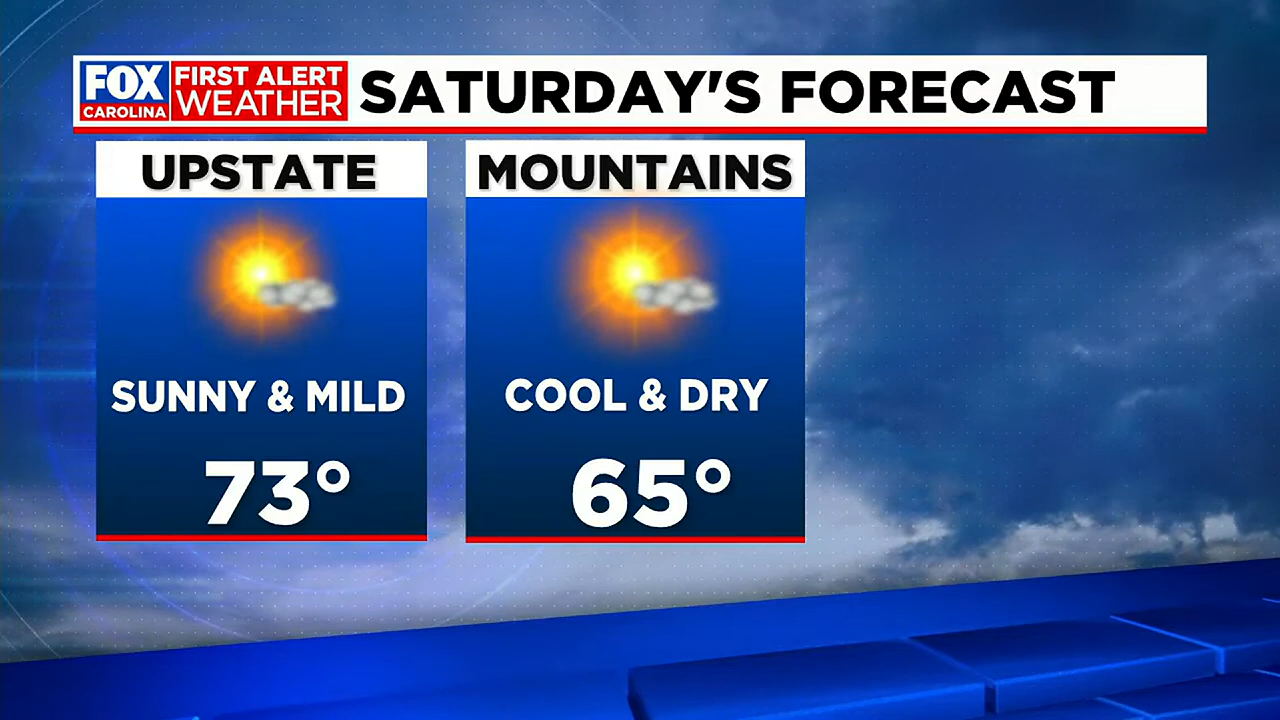 FOX
CAROLINA
FIRST ALERT
WEATHER
SATURDAY'S FORECAST
UPSTATE
SUNNY & MILD
73°
MOUNTAINS
COOL & DRY
65°